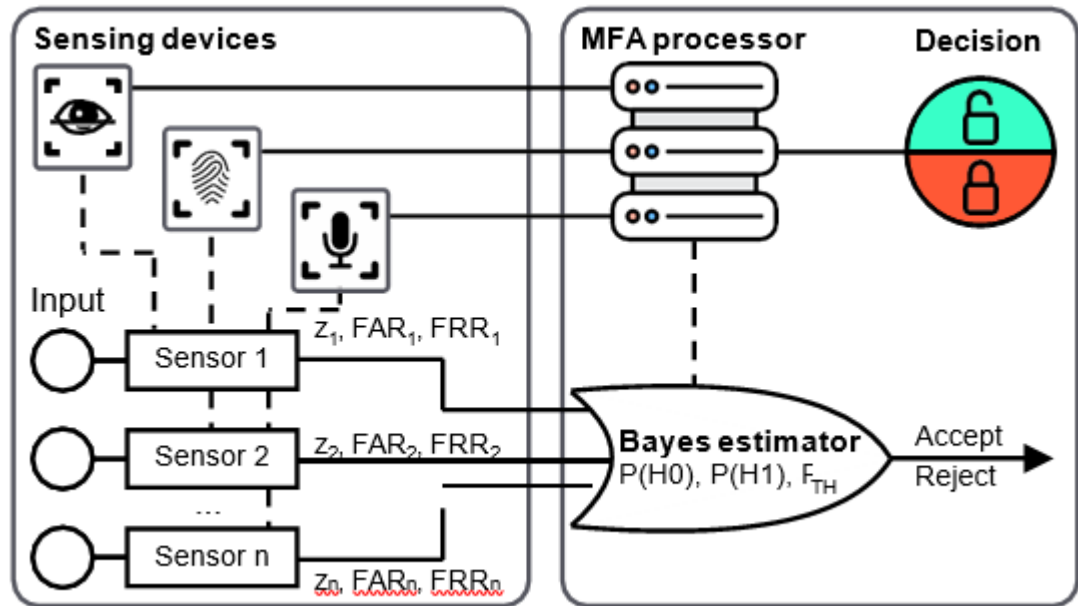 Sensing devices
MFA processor
Decision
Input
z1, FAR1, FRR1
Sensor 1
z2, FAR2, FRR2
Sensor 2
...
Sensor n
zn, FARn, FRRn
Bayes estimator
P(H0), P(H1), PTH
Accept
Reject